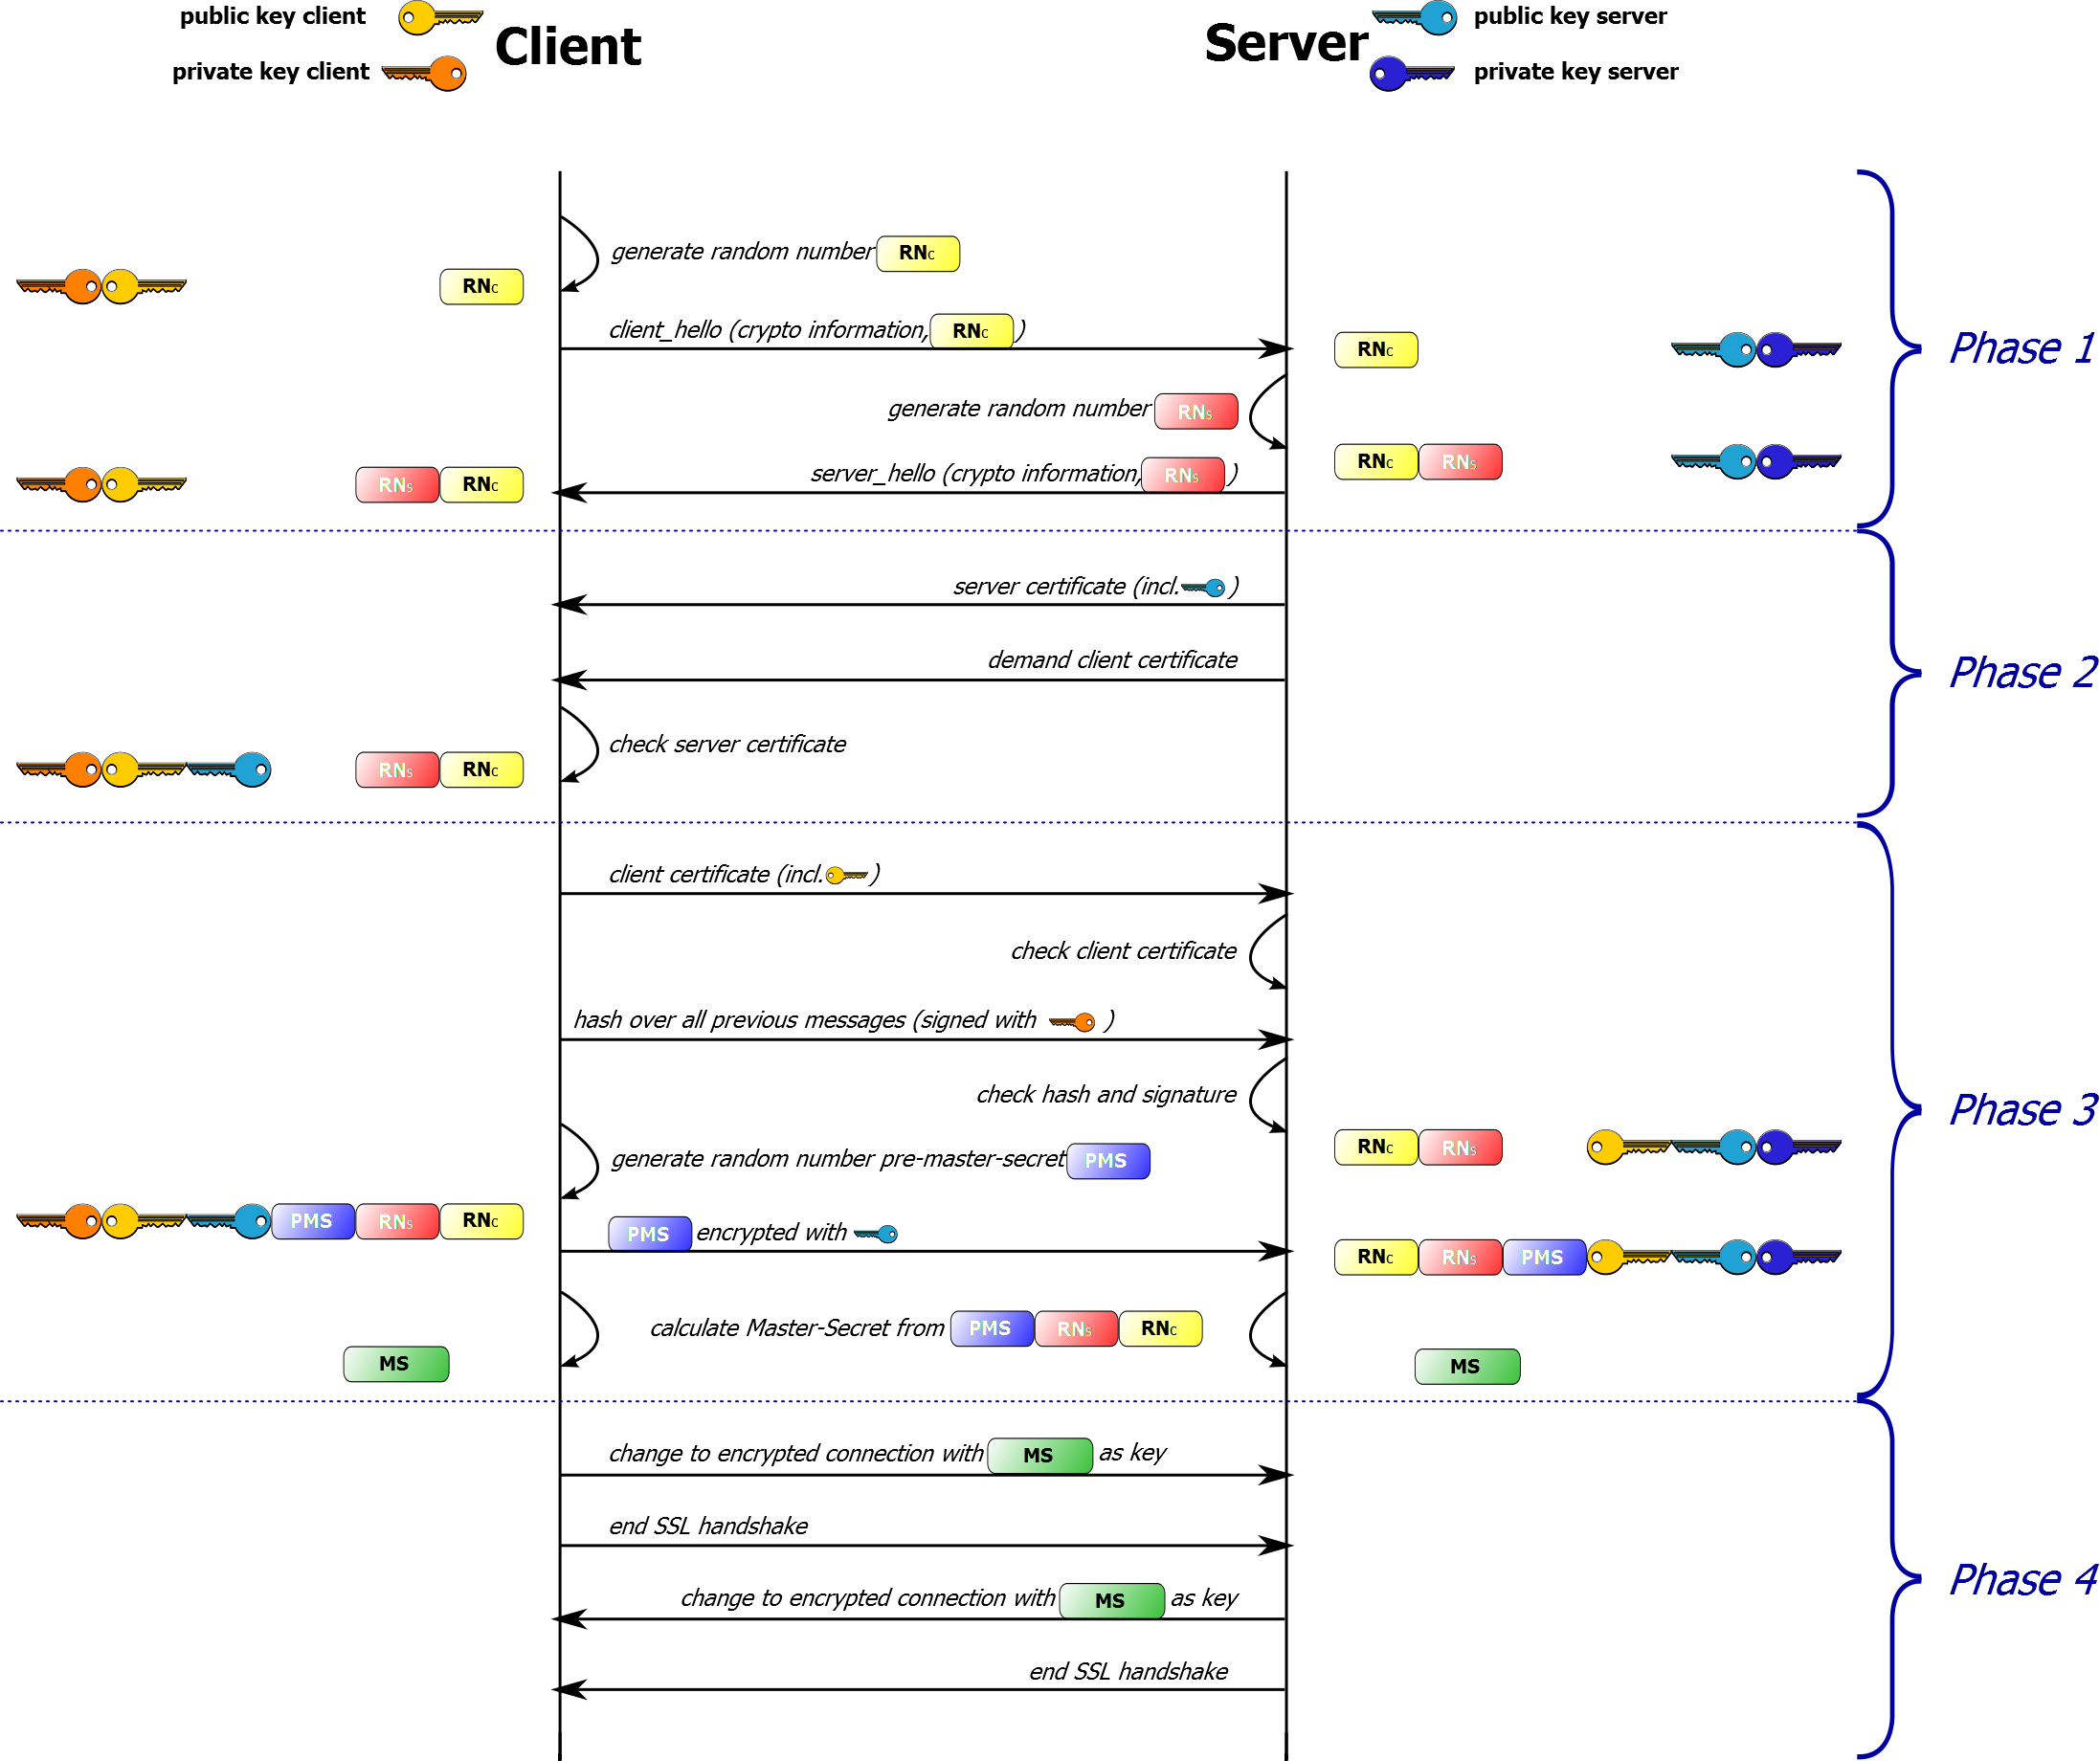 public key client
Client
Server
public key server
private key client
private key server
generate random number RNC
RNC
client_hello (crypto information, RNC )
RNC
Phase 1
generate random number RNS
RNC RNS
server_hello (crypto information, RNS )
RNS RNC
server certificate (incl. )
demand client certificate
Phase 2
check server certificate
RNS RNC
client certificate (incl. )
check client certificate
hash over all previous messages (signed with )
check hash and signature
Phase 3
RNC RNS
generate random number pre-master-secret PMS
PMS RNS RNC
PMS encrypted with
RNC RNS PMS
calculate Master-Secret from PMS RNS RNC
MS
MS
change to encrypted connection with MS as key
end SSL handshake
Phase 4
change to encrypted connection with MS as key
end SSL handshake